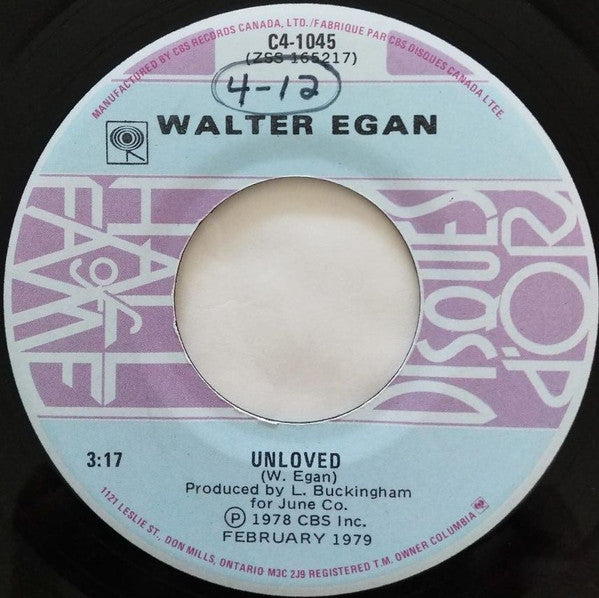 MANUFACTURED BY CBS RECORDS CANADA, LTD./FABRIQUE PAR CBS DISQUES CANADA LTEE.
C4-1045
(ZSS 165217)
4-12
WALTER EGAN
HALL of FAME
DISQUES D'OR
3:17
UNLOVED
(W. Egan)
Produced by L. Buckingham
for June Co.
Ⓟ 1978 CBS Inc.
FEBRUARY 1979
1121 LESLIE ST., DON MILLS, ONTARIO M3C 2J9 REGISTERED T.M. OWNER COLUMBIA